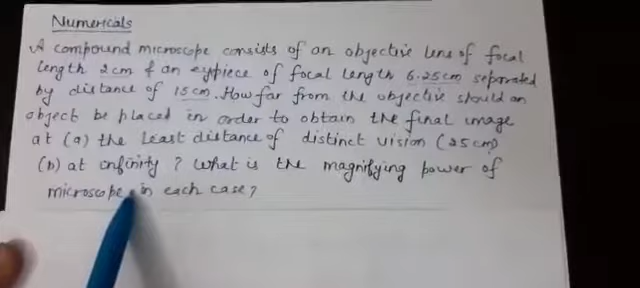 Numericals
A compound microscope consists of an objective lens of focal
length 2cm & an eypiece of focal length 6.25cm seperated
by distance of 15cm. How far from the objective should an
object be placed in order to obtain the final image
at (a) the least distance of distinct vision (25cm)
(b) at infinity? What is the magnifying power of
microscope in each case?